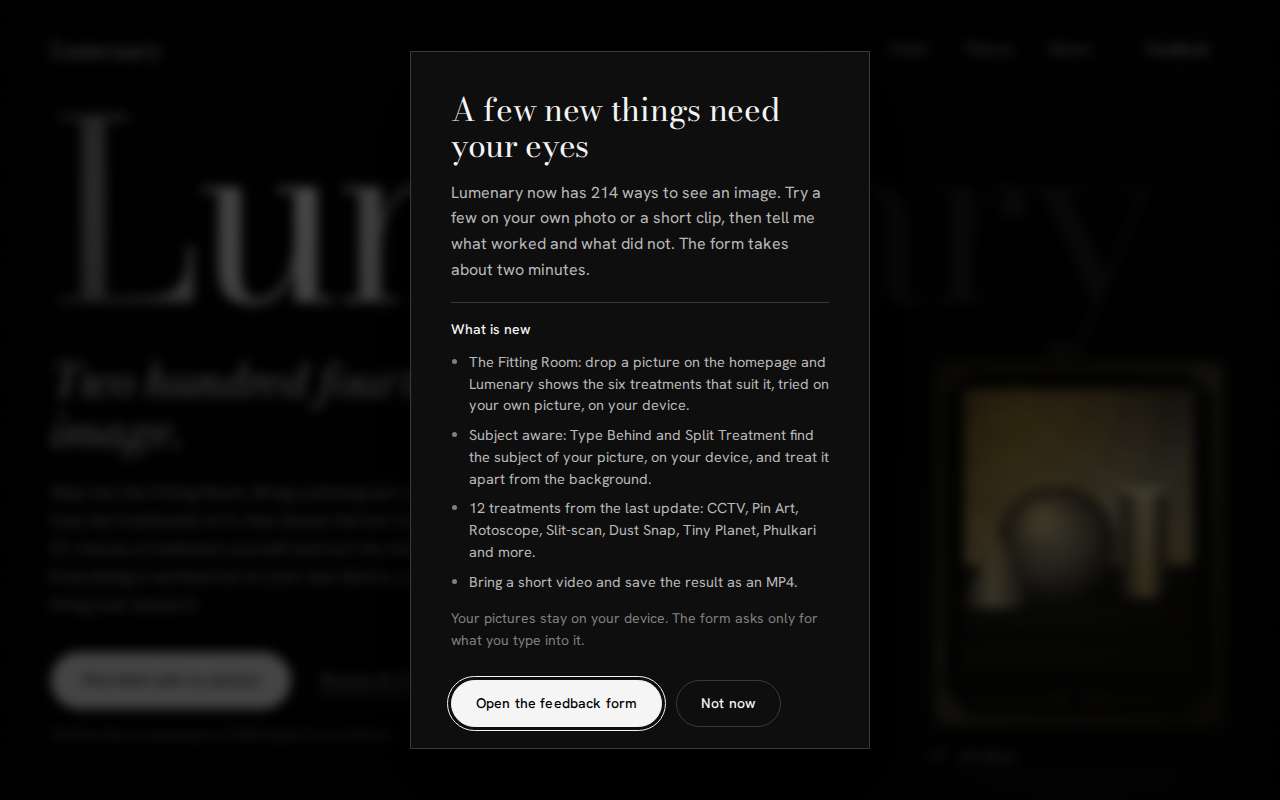 Lumenary
A few new things need
your eyes
Lumenary now has 214 ways to see an image. Try a
few on your own photo or a short clip, then tell me
what worked and what did not. The form takes
about two minutes.
What is new
The Fitting Room: drop a picture on the homepage and
Lumenary shows the six treatments that suit it, tried on
your own picture, on your device.
Subject aware: Type Behind and Split Treatment find
the subject of your picture, on your device, and treat it
apart from the background.
12 treatments from the last update: CCTV, Pin Art,
Rotoscope, Slit-scan, Dust Snap, Tiny Planet, Phulkari
and more.
Bring a short video and save the result as an MP4.
Your pictures stay on your device. The form asks only for
what you type into it.
Open the feedback form
Not now
Two hundred four
image.